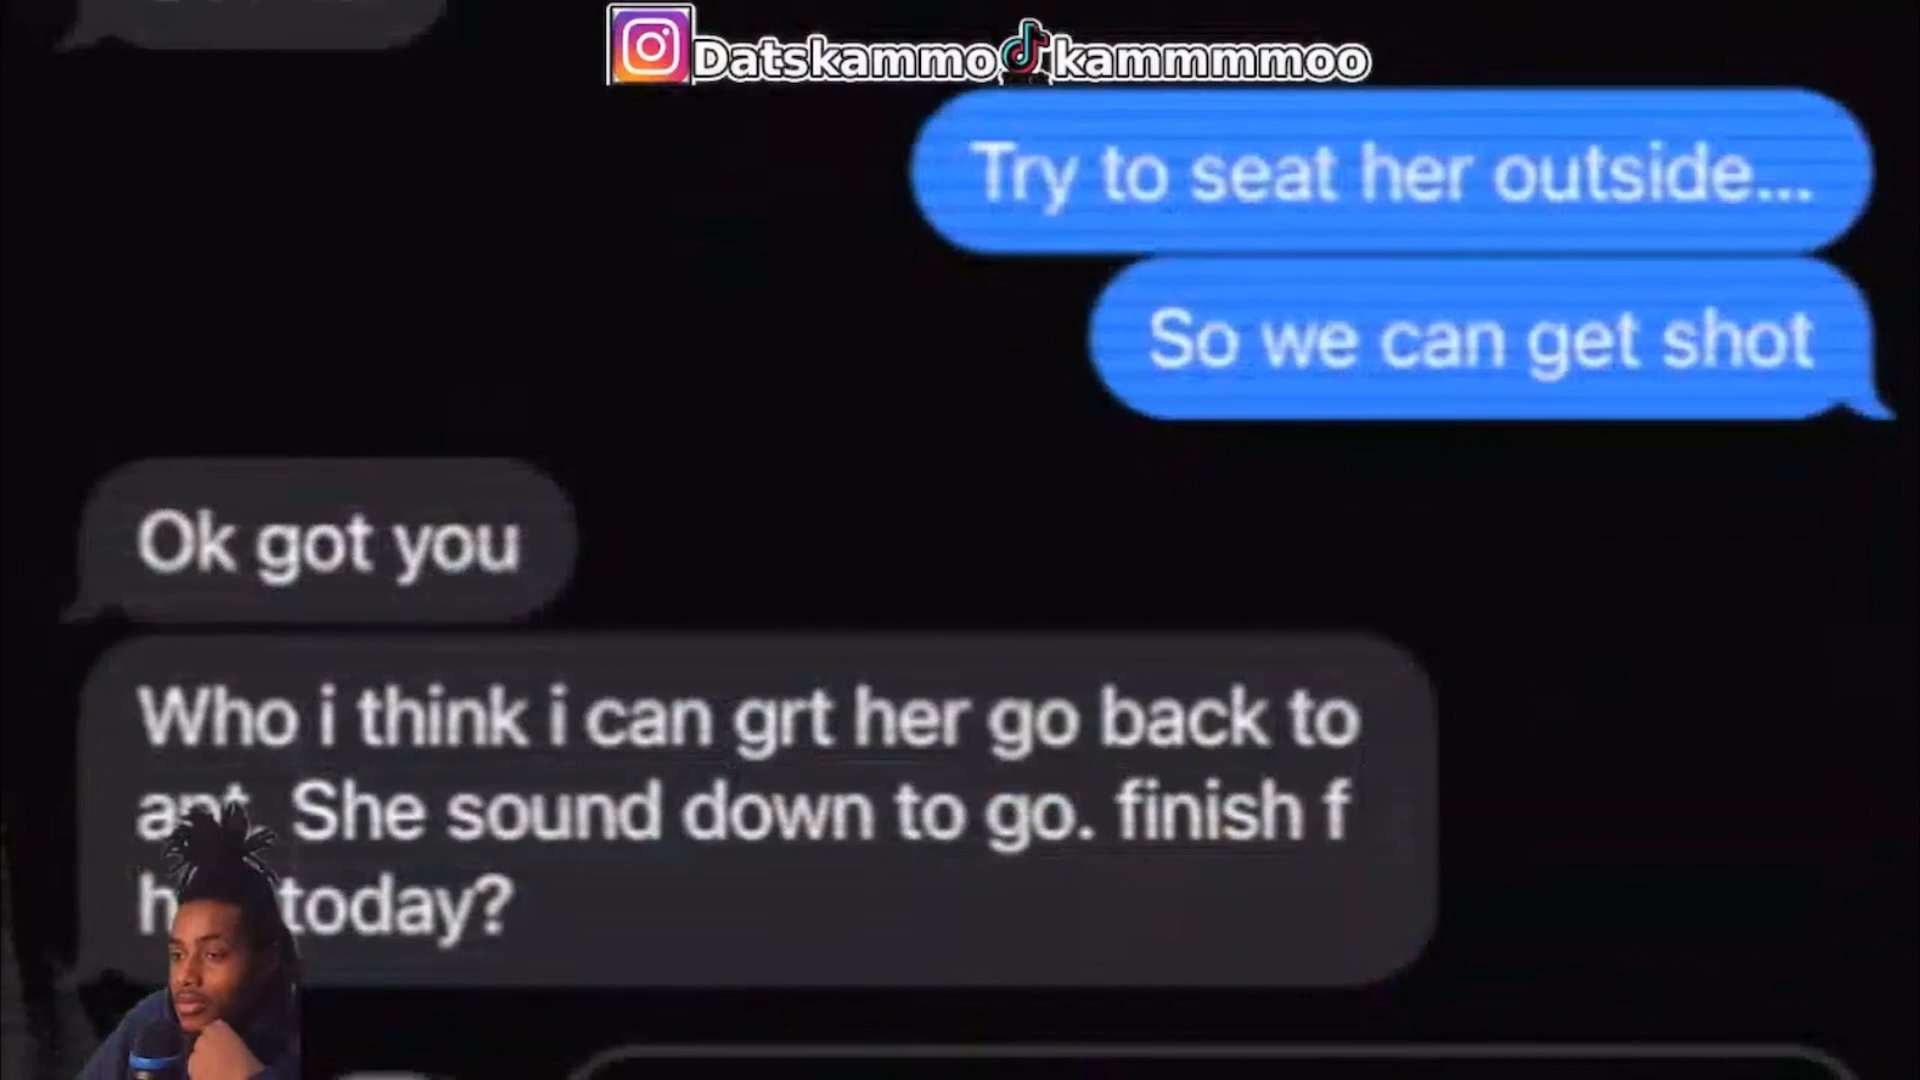 Datskammo kammmmoo
Try to seat her outside...
So we can get shot
Ok got you
Who i think i can grt her go back to
apt. She sound down to go. finish f
today?